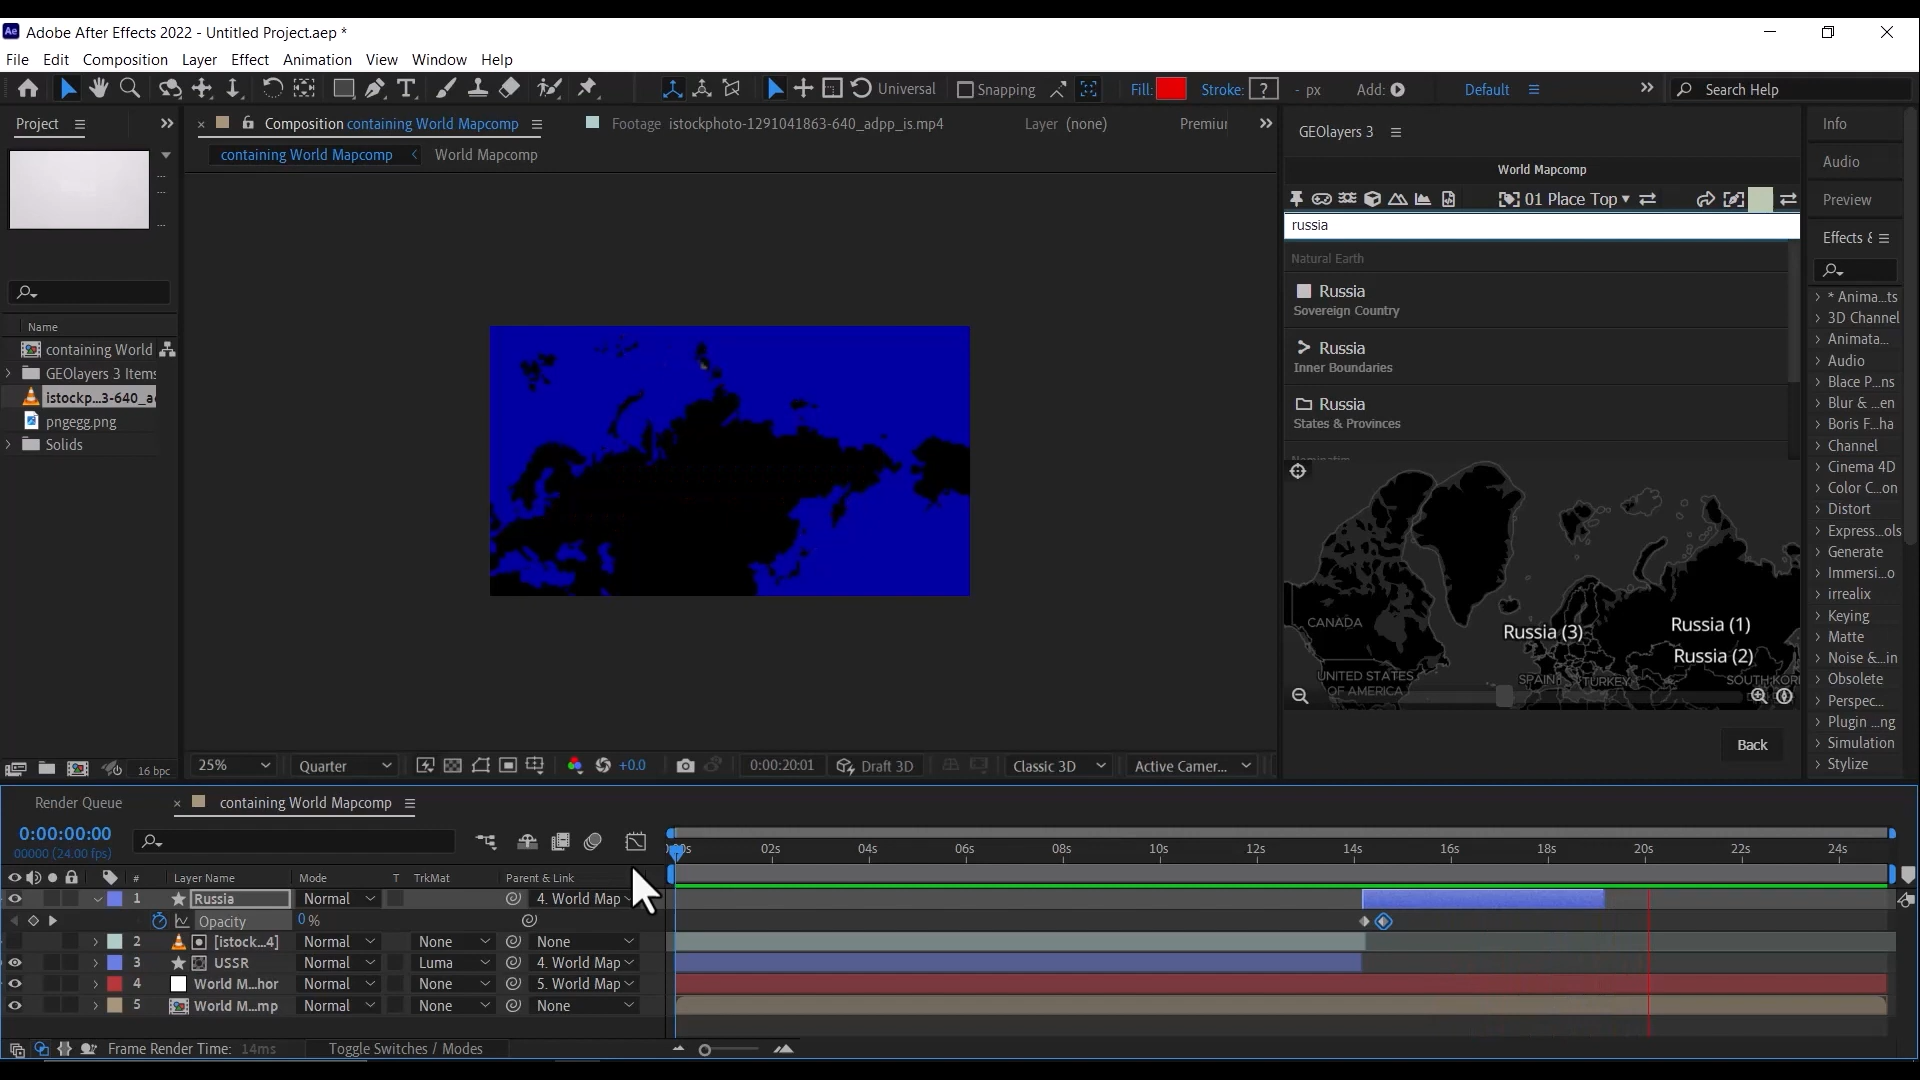 Ae Adobe After Effects 2022 - Untitled Project.aep *
File Edit Composition Layer Effect Animation View Window Help
Universal Snapping Fill: Stroke: ? - px Add: Default Search Help
Project
Composition containing World Mapcomp
Footage istockphoto-1291041863-640_adpp_is.mp4
Layer (none)
Premiur
containing World Mapcomp < World Mapcomp
Name
containing World
GEOlayers 3 Items
istockp...3-640_a
pngegg.png
Solids
16 bpc
25% Quarter +0.0 0:00:20:01 Draft 3D Classic 3D Active Camer...
GEOlayers 3
World Mapcomp
01 Place Top
russia
Natural Earth
Russia
Sovereign Country
Russia
Inner Boundaries
Russia
States & Provinces
CANADA
Russia (3)
Russia (1)
Russia (2)
UNITED STATES
OF AMERICA
SPAIN
TURKEY
SOUTH KOR
Back
Info
Audio
Preview
Effects &
* Anima...ts
3D Channel
Animata...
Audio
Blace P...ns
Blur & ...en
Boris F...ha
Channel
Cinema 4D
Color C...on
Distort
Express...ols
Generate
Immersi...o
irrealix
Keying
Matte
Noise &...in
Obsolete
Perspec...
Plugin ...ng
Simulation
Stylize
Render Queue
containing World Mapcomp
0:00:00:00
00000 (24.00 fps)
02s 04s 06s 08s 10s 12s 14s 16s 18s 20s 22s 24s
# Layer Name Mode T TrkMat Parent & Link
1 Russia Normal 4. World Map
Opacity 0 %
2 [istock...4] Normal None None
3 USSR Normal Luma 4. World Map
4 World M...hor Normal None 5. World Map
5 World M...mp Normal None None
Frame Render Time: 14ms Toggle Switches / Modes